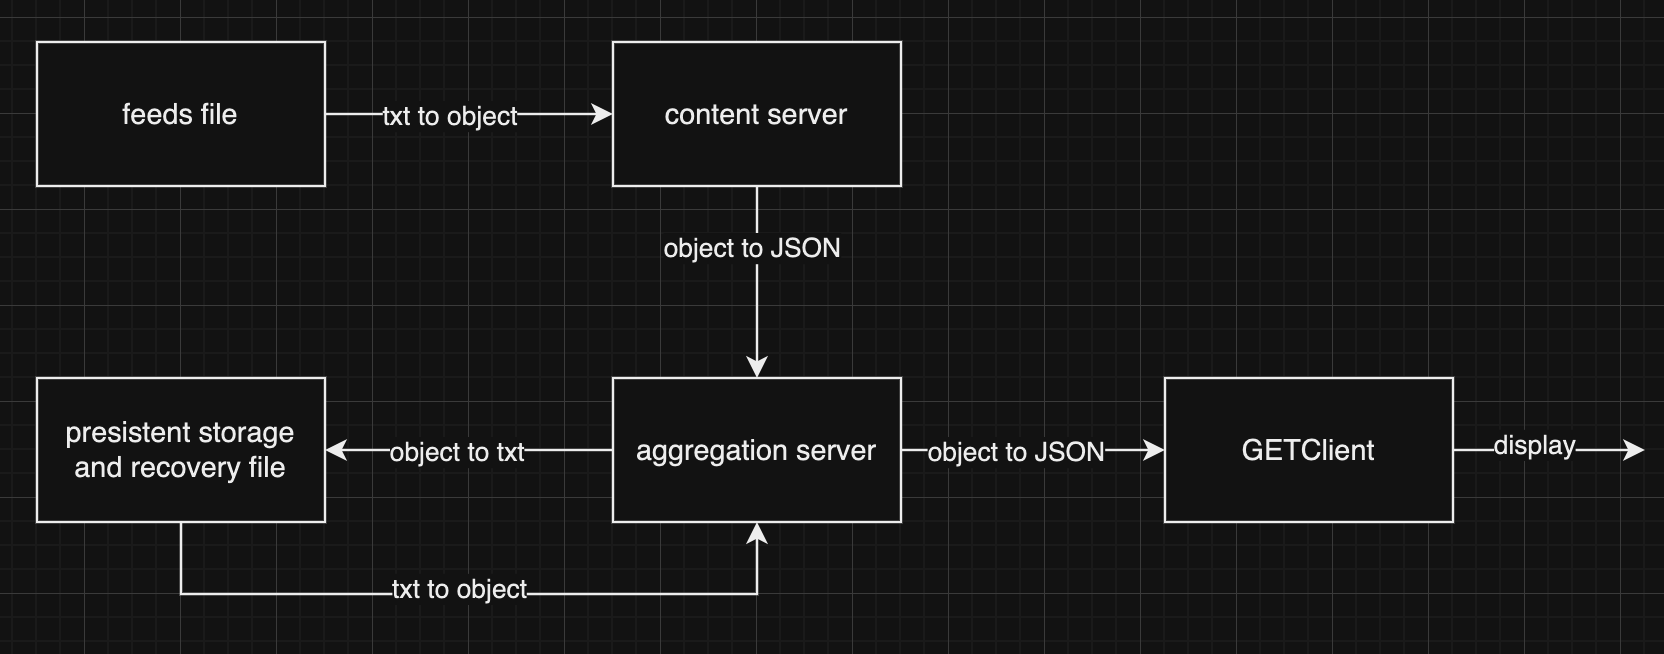 feeds file
txt to object
content server
object to JSON
presistent storage
and recovery file
object to txt
aggregation server
object to JSON
GETClient
display
txt to object